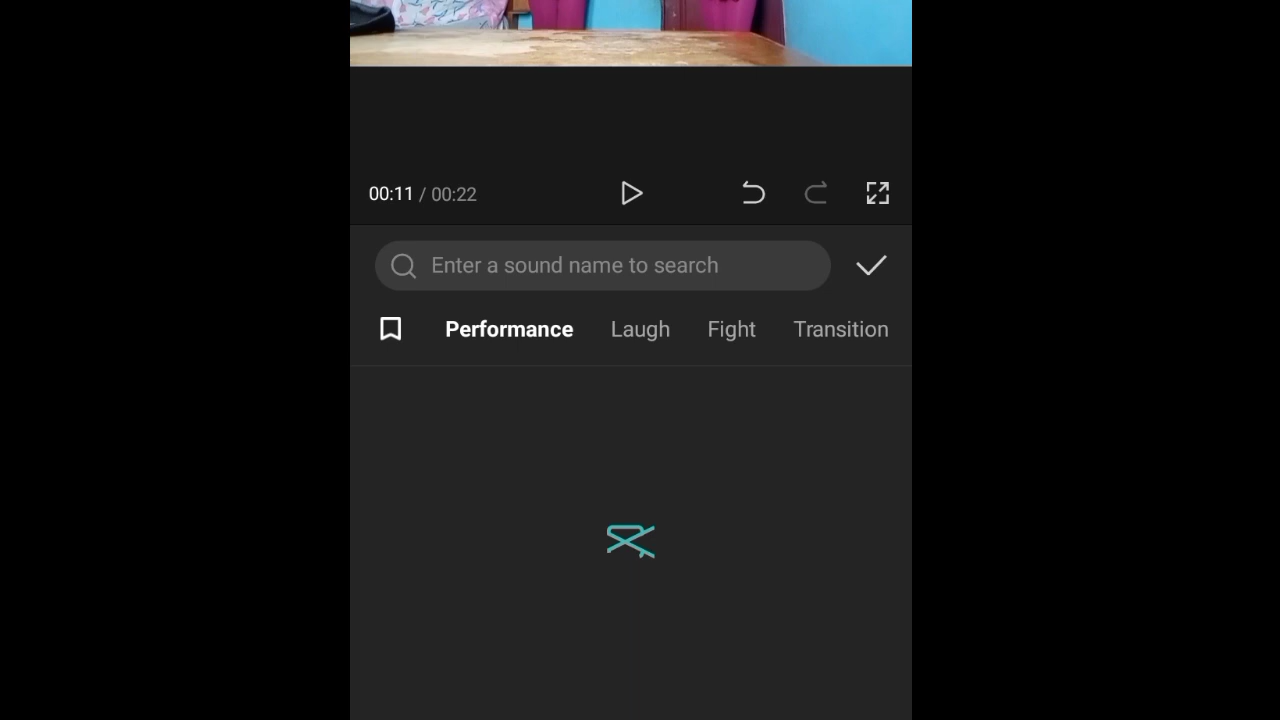 00:11 / 00:22
Enter a sound name to search
Performance Laugh Fight Transition